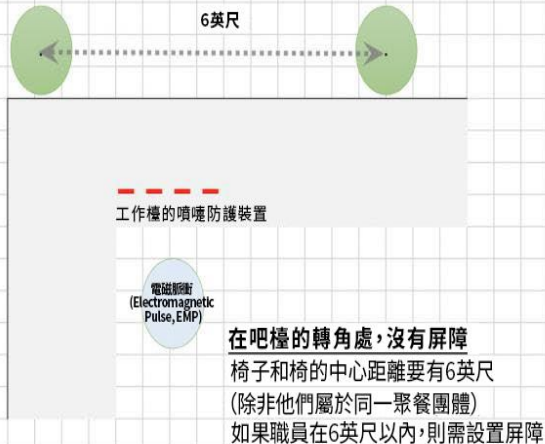 6英尺
工作檯的噴嚏防護裝置
電磁脈衝
(Electromagnetic
Pulse, EMP)
在吧檯的轉角處，沒有屏障
椅子和椅的中心距離要有6英尺
(除非他們屬於同一聚餐團體)
如果職員在6英尺以內，則需設置屏障